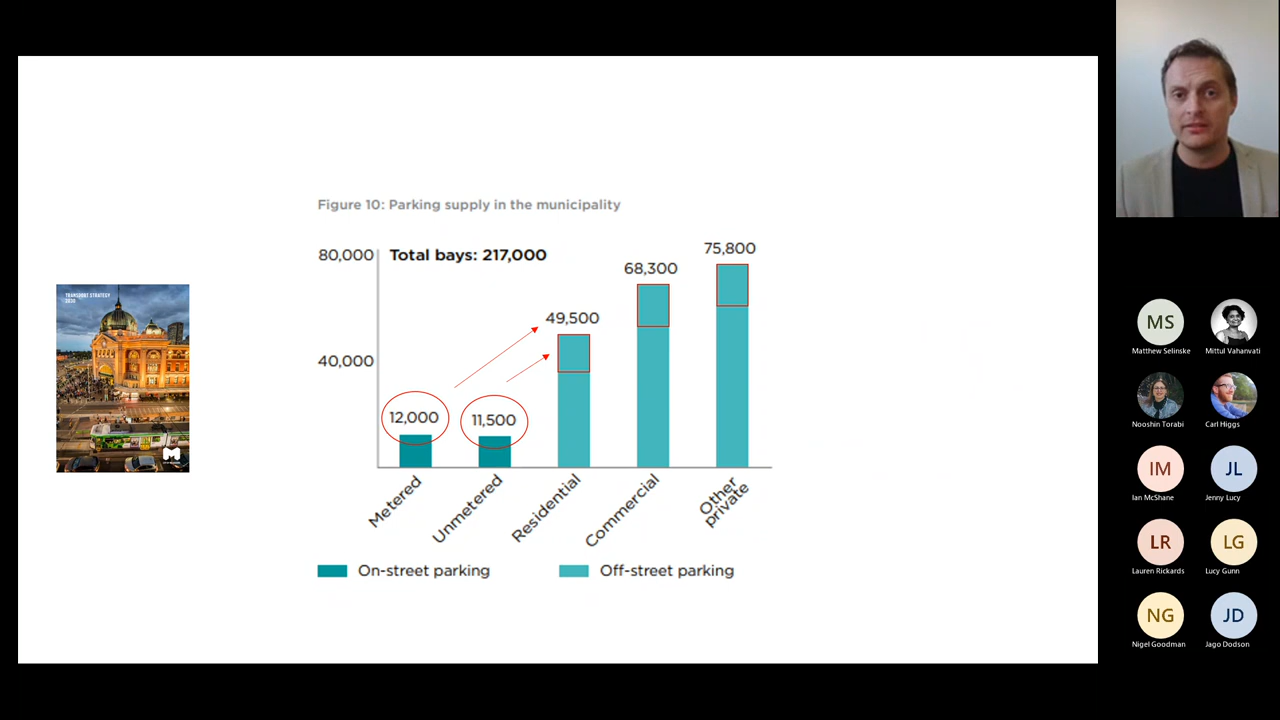 Figure 10: Parking supply in the municipality
80,000
Total bays: 217,000
75,800
68,300
49,500
40,000
12,000
11,500
Metered
Unmetered
Residential
Commercial
Other
private
On-street parking
Off-street parking
TRANSPORT STRATEGY
2030
MS
Matthew Selinske
Mittul Vahanvati
Nooshin Torabi
Carl Higgs
IM
JL
Ian McShane
Jenny Lucy
LR
LG
Lauren Rickards
Lucy Gunn
NG
JD
Nigel Goodman
Jago Dodson